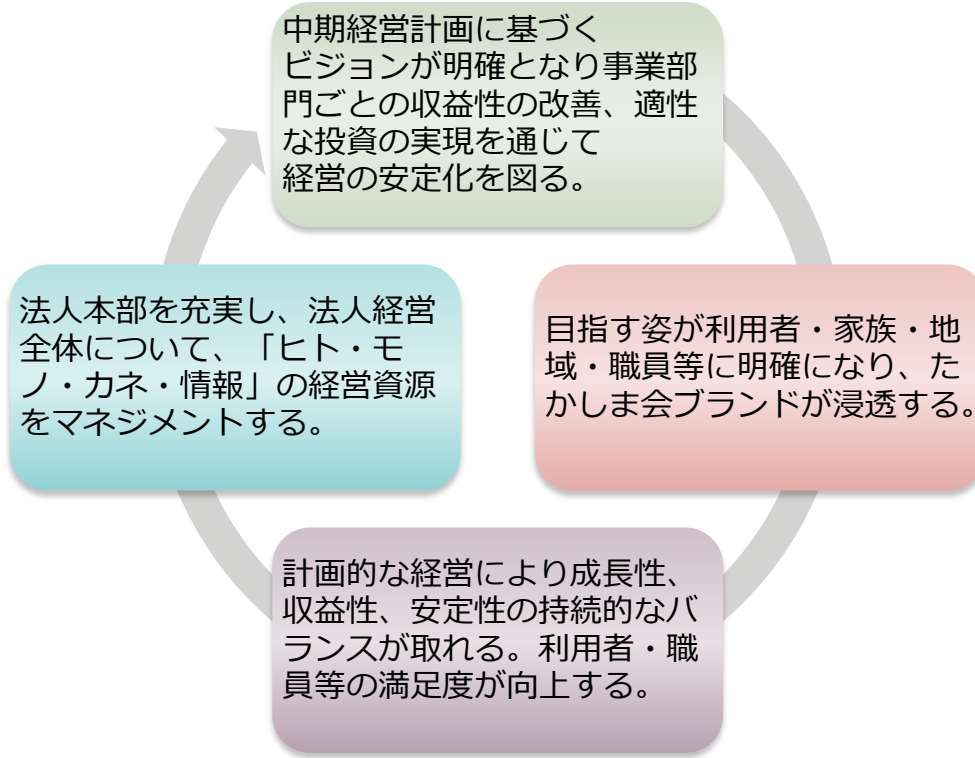 中期経営計画に基づく
ビジョンが明確となり事業部
門ごとの収益性の改善、適性
な投資の実現を通じて
経営の安定化を図る。
目指す姿が利用者・家族・地
域・職員等に明確になり、た
かしま会ブランドが浸透する。
計画的な経営により成長性、
収益性、安定性の持続的なバ
ランスが取れる。利用者・職
員等の満足度が向上する。
法人本部を充実し、法人経営
全体について、「ヒト・モ
ノ・カネ・情報」の経営資源
をマネジメントする。